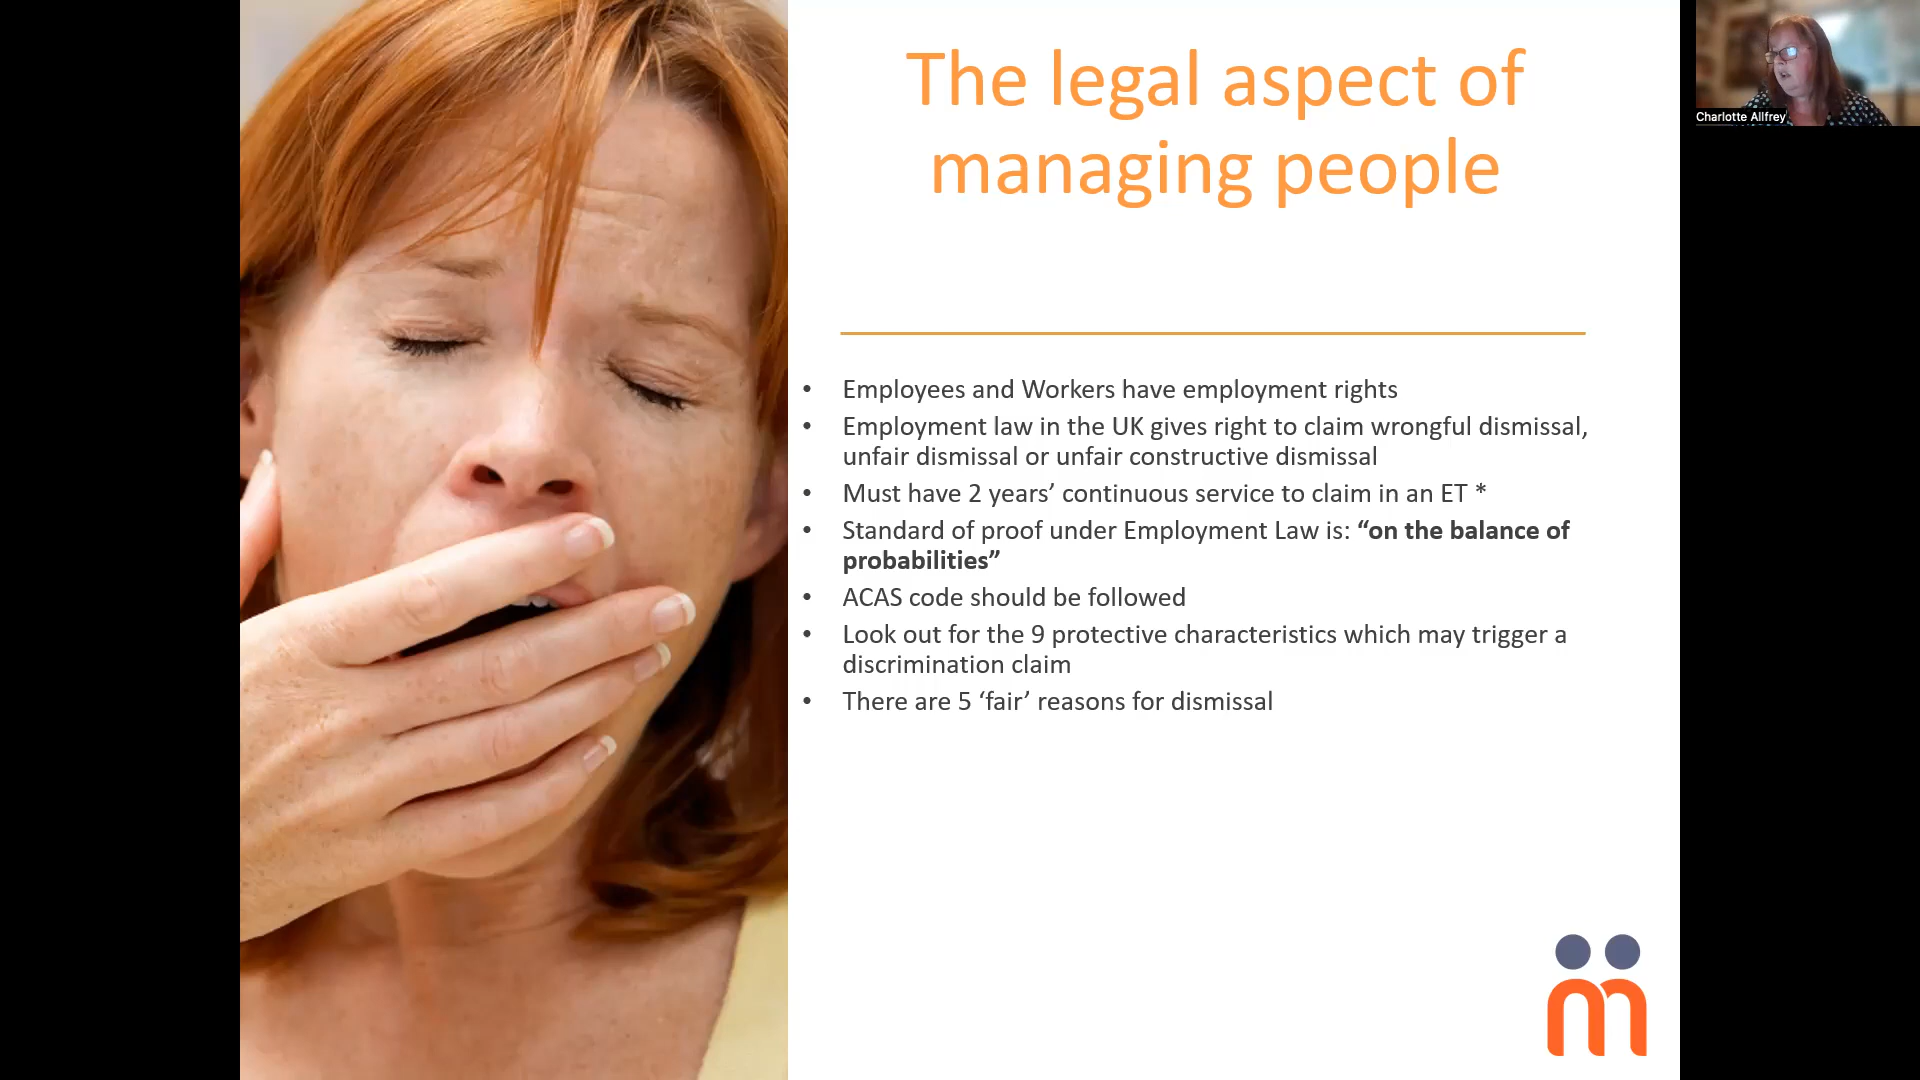 The legal aspect of
managing people
Charlotte Allfrey
• Employees and Workers have employment rights
• Employment law in the UK gives right to claim wrongful dismissal,
unfair dismissal or unfair constructive dismissal
• Must have 2 years’ continuous service to claim in an ET *
• Standard of proof under Employment Law is: “on the balance of
probabilities”
• ACAS code should be followed
• Look out for the 9 protective characteristics which may trigger a
discrimination claim
• There are 5 ‘fair’ reasons for dismissal